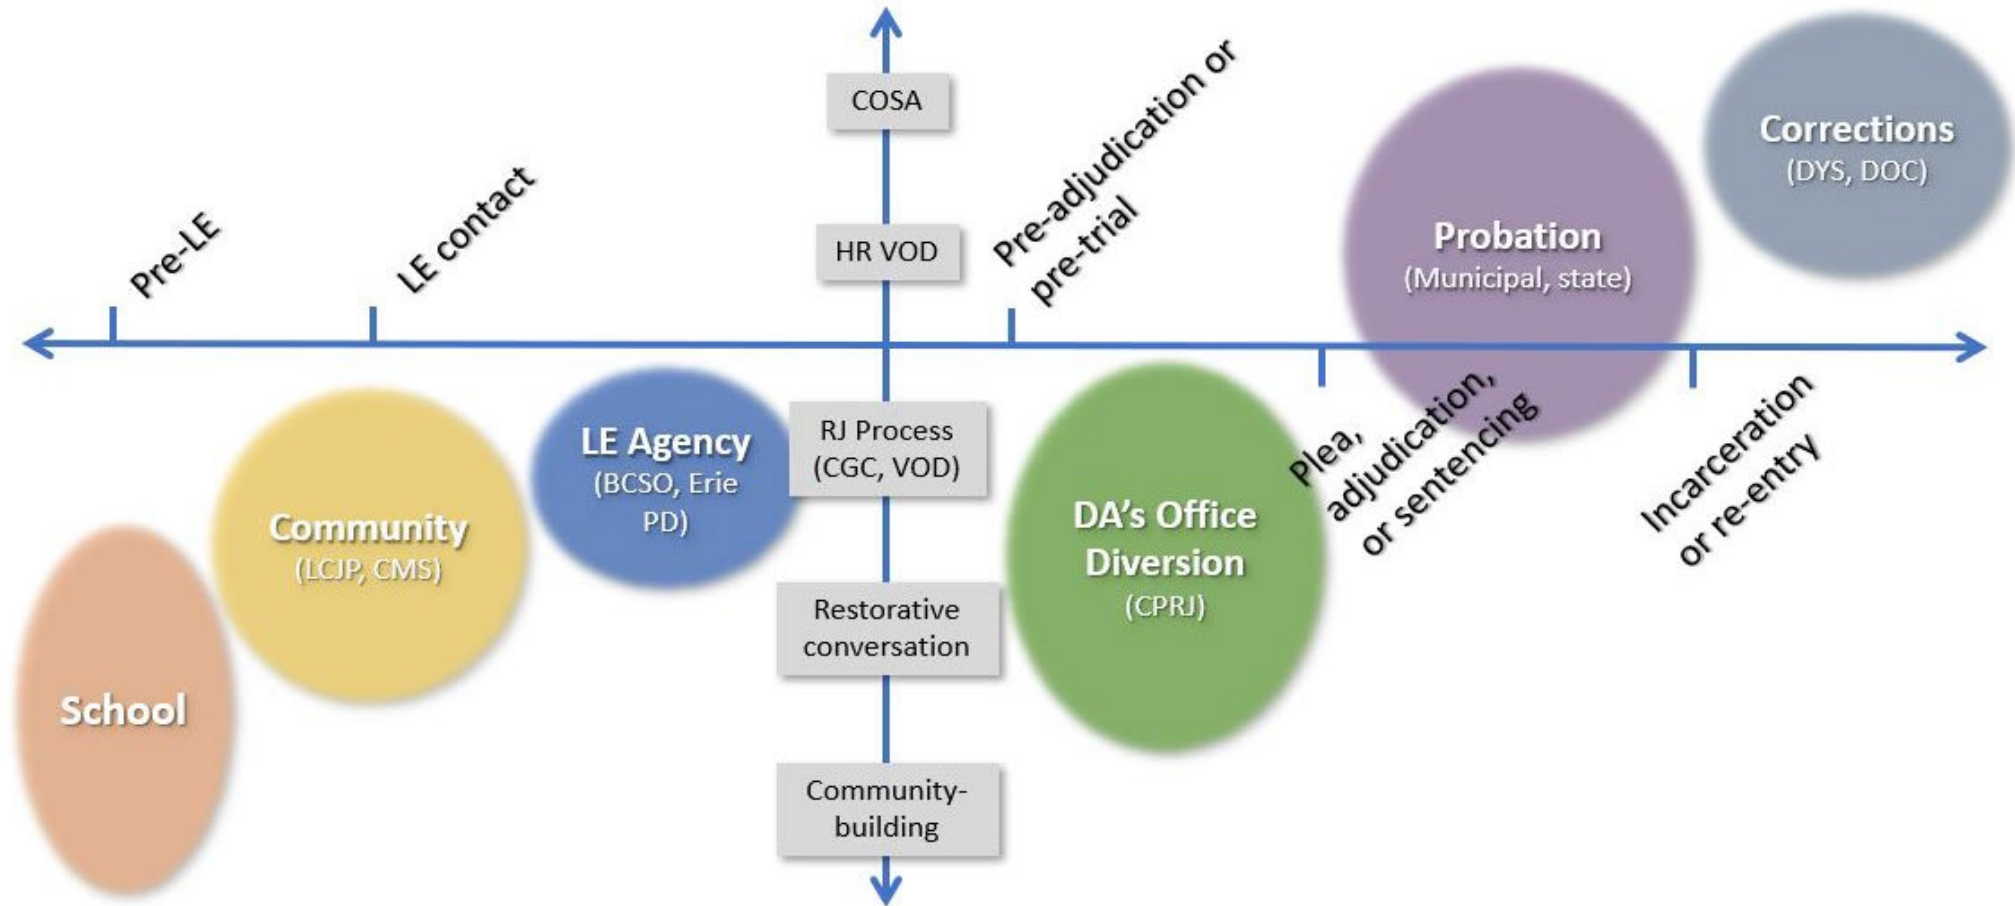 COSA
HR VOD
RJ Process
(CGC, VOD)
Restorative
conversation
Community-
building
Pre-LE
LE contact
Pre-adjudication or
pre-trial
Plea,
adjudication,
or sentencing
Incarceration
or re-entry
School
Community
(LCJP, CMS)
LE Agency
(BCSO, Erie
PD)
DA’s Office
Diversion
(CPRJ)
Probation
(Municipal, state)
Corrections
(DYS, DOC)